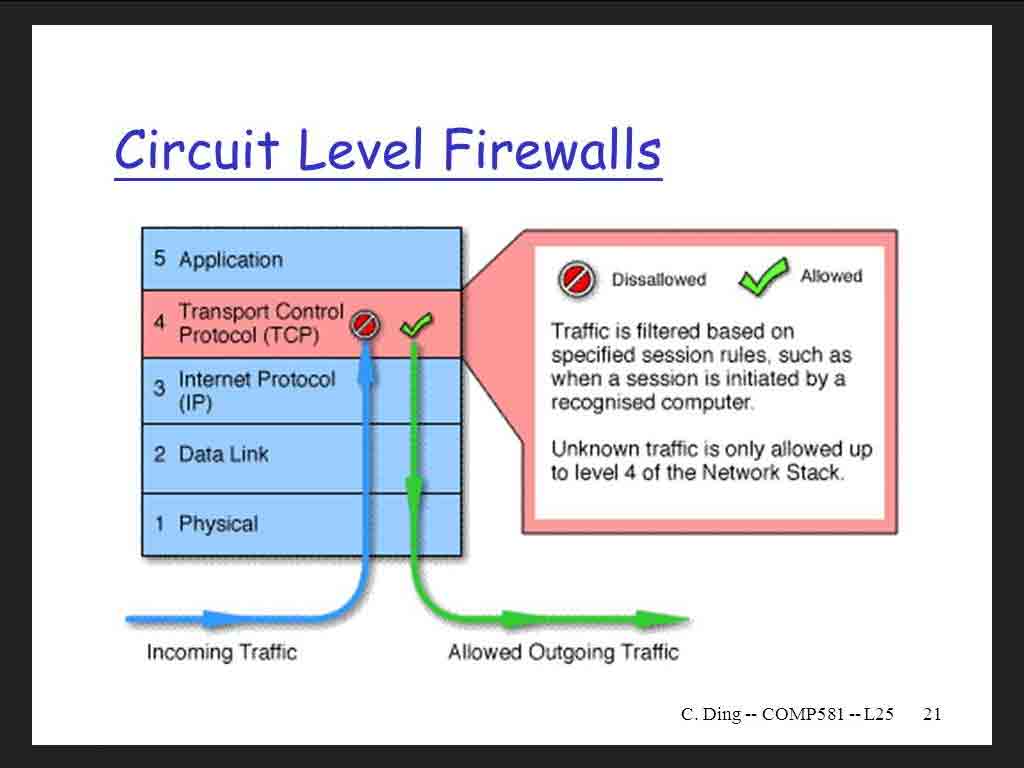 Circuit Level Firewalls
5 Application
4 Transport Control
Protocol (TCP)
3 Internet Protocol
(IP)
2 Data Link
1 Physical
Dissallowed
Allowed
Traffic is filtered based on
specified session rules, such as
when a session is initiated by a
recognised computer.
Unknown traffic is only allowed up
to level 4 of the Network Stack.
Incoming Traffic
Allowed Outgoing Traffic
C. Ding -- COMP581 -- L25 21